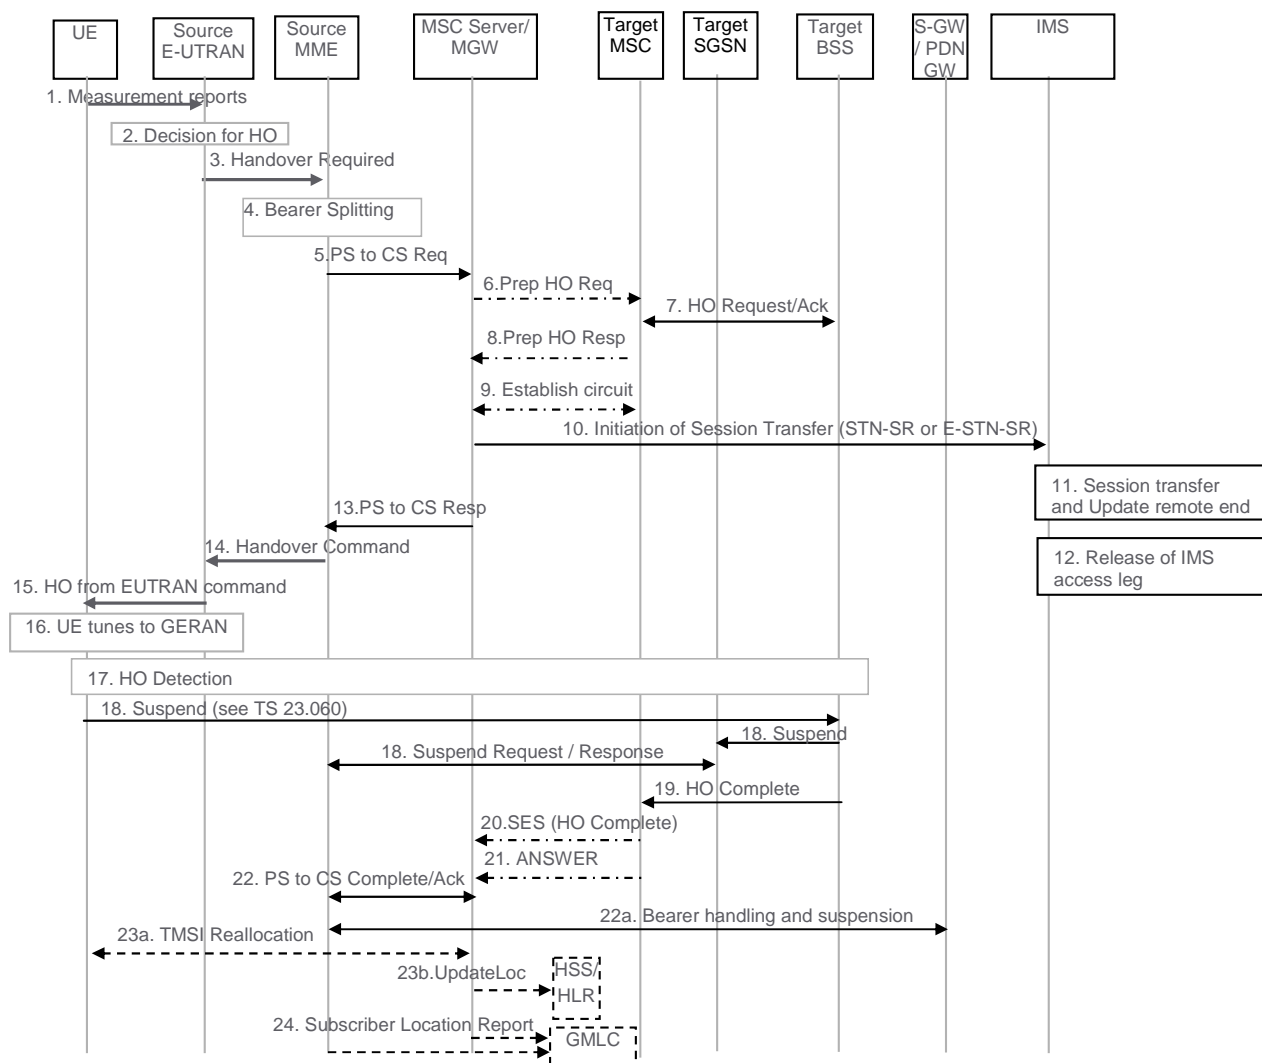 UE
Source
E-UTRAN
Source
MME
MSC Server/
MGW
Target
MSC
Target
SGSN
Target
BSS
S-GW
/ PDN
GW
IMS
1. Measurement reports
2. Decision for HO
3. Handover Required
4. Bearer Splitting
5.PS to CS Req
6.Prep HO Req
7. HO Request/Ack
8.Prep HO Resp
9. Establish circuit
10. Initiation of Session Transfer (STN-SR or E-STN-SR)
11. Session transfer
and Update remote end
13.PS to CS Resp
14. Handover Command
12. Release of IMS
access leg
15. HO from EUTRAN command
16. UE tunes to GERAN
17. HO Detection
18. Suspend (see TS 23.060)
18. Suspend
18. Suspend Request / Response
19. HO Complete
20.SES (HO Complete)
21. ANSWER
22. PS to CS Complete/Ack
22a. Bearer handling and suspension
23a. TMSI Reallocation
23b.UpdateLoc
HSS/
HLR
24. Subscriber Location Report
GMLC